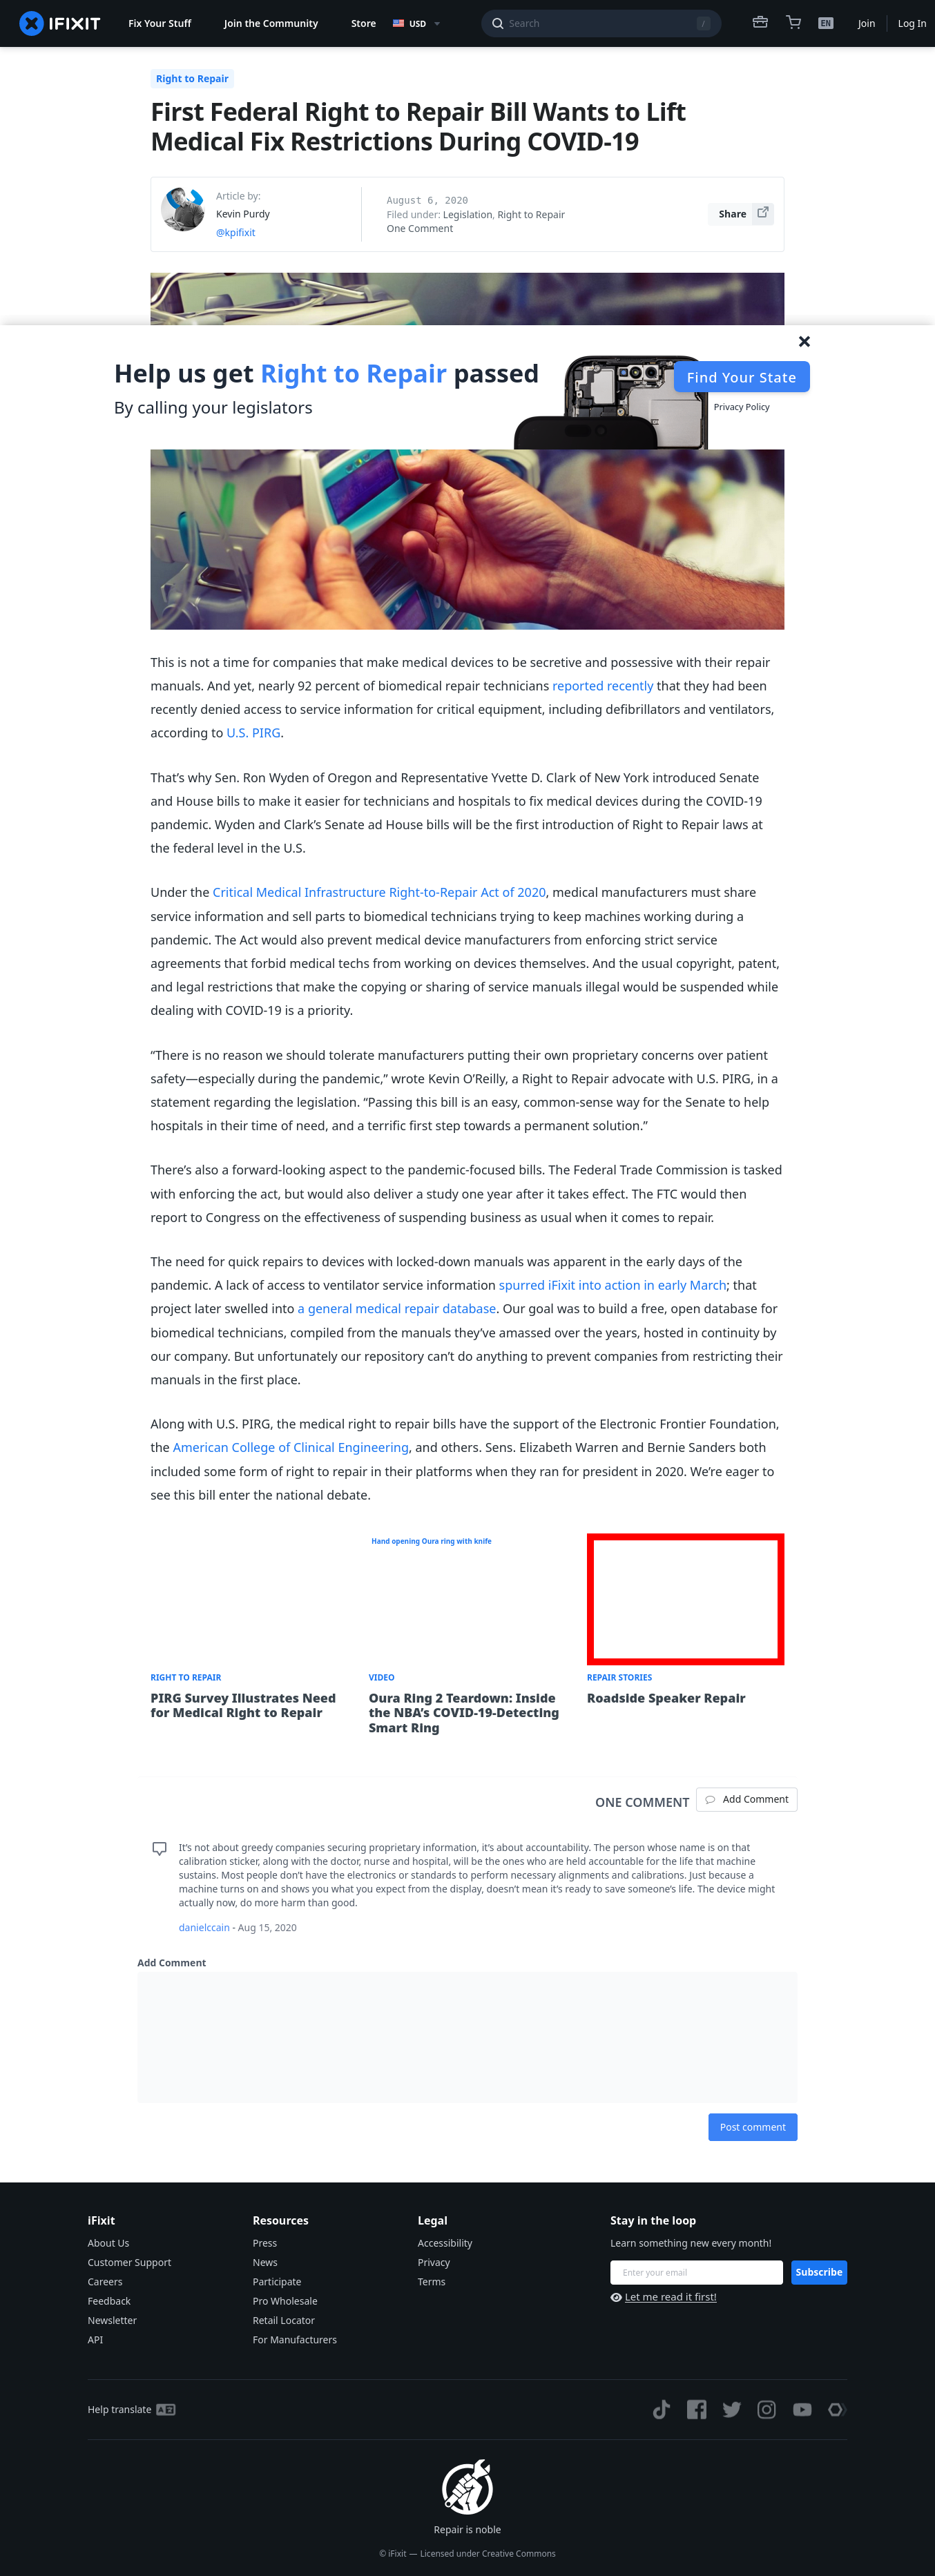 IFIXIT
Fix Your Stuff
Join the Community
Store
USD
Search
/
EN
Join
Log In
Right to Repair
First Federal Right to Repair Bill Wants to Lift
Medical Fix Restrictions During COVID-19
Article by:
Kevin Purdy
@kpifixit
August 6, 2020
Filed under: Legislation, Right to Repair
One Comment
Share
Help us get Right to Repair passed
By calling your legislators
Find Your State
Privacy Policy
This is not a time for companies that make medical devices to be secretive and possessive with their repair
manuals. And yet, nearly 92 percent of biomedical repair technicians reported recently that they had been
recently denied access to service information for critical equipment, including defibrillators and ventilators,
according to U.S. PIRG.
That’s why Sen. Ron Wyden of Oregon and Representative Yvette D. Clark of New York introduced Senate
and House bills to make it easier for technicians and hospitals to fix medical devices during the COVID-19
pandemic. Wyden and Clark’s Senate ad House bills will be the first introduction of Right to Repair laws at
the federal level in the U.S.
Under the Critical Medical Infrastructure Right-to-Repair Act of 2020, medical manufacturers must share
service information and sell parts to biomedical technicians trying to keep machines working during a
pandemic. The Act would also prevent medical device manufacturers from enforcing strict service
agreements that forbid medical techs from working on devices themselves. And the usual copyright, patent,
and legal restrictions that make the copying or sharing of service manuals illegal would be suspended while
dealing with COVID-19 is a priority.
“There is no reason we should tolerate manufacturers putting their own proprietary concerns over patient
safety—especially during the pandemic,” wrote Kevin O’Reilly, a Right to Repair advocate with U.S. PIRG, in a
statement regarding the legislation. “Passing this bill is an easy, common-sense way for the Senate to help
hospitals in their time of need, and a terrific first step towards a permanent solution.”
There’s also a forward-looking aspect to the pandemic-focused bills. The Federal Trade Commission is tasked
with enforcing the act, but would also deliver a study one year after it takes effect. The FTC would then
report to Congress on the effectiveness of suspending business as usual when it comes to repair.
The need for quick repairs to devices with locked-down manuals was apparent in the early days of the
pandemic. A lack of access to ventilator service information spurred iFixit into action in early March; that
project later swelled into a general medical repair database. Our goal was to build a free, open database for
biomedical technicians, compiled from the manuals they’ve amassed over the years, hosted in continuity by
our company. But unfortunately our repository can’t do anything to prevent companies from restricting their
manuals in the first place.
Along with U.S. PIRG, the medical right to repair bills have the support of the Electronic Frontier Foundation,
the American College of Clinical Engineering, and others. Sens. Elizabeth Warren and Bernie Sanders both
included some form of right to repair in their platforms when they ran for president in 2020. We’re eager to
see this bill enter the national debate.
Hand opening Oura ring with knife
RIGHT TO REPAIR
PIRG Survey Illustrates Need
for Medical Right to Repair
VIDEO
Oura Ring 2 Teardown: Inside
the NBA’s COVID-19-Detecting
Smart Ring
REPAIR STORIES
Roadside Speaker Repair
ONE COMMENT
Add Comment
It’s not about greedy companies securing proprietary information, it’s about accountability. The person whose name is on that
calibration sticker, along with the doctor, nurse and hospital, will be the ones who are held accountable for the life that machine
sustains. Most people don’t have the electronics or standards to perform necessary alignments and calibrations. Just because a
machine turns on and shows you what you expect from the display, doesn’t mean it’s ready to save someone’s life. The device might
actually now, do more harm than good.
danielccain - Aug 15, 2020
Add Comment
Post comment
iFixit
About Us
Customer Support
Careers
Feedback
Newsletter
API
Resources
Press
News
Participate
Pro Wholesale
Retail Locator
For Manufacturers
Legal
Accessibility
Privacy
Terms
Stay in the loop
Learn something new every month!
Enter your email
Subscribe
Let me read it first!
Help translate
Repair is noble
© iFixit — Licensed under Creative Commons